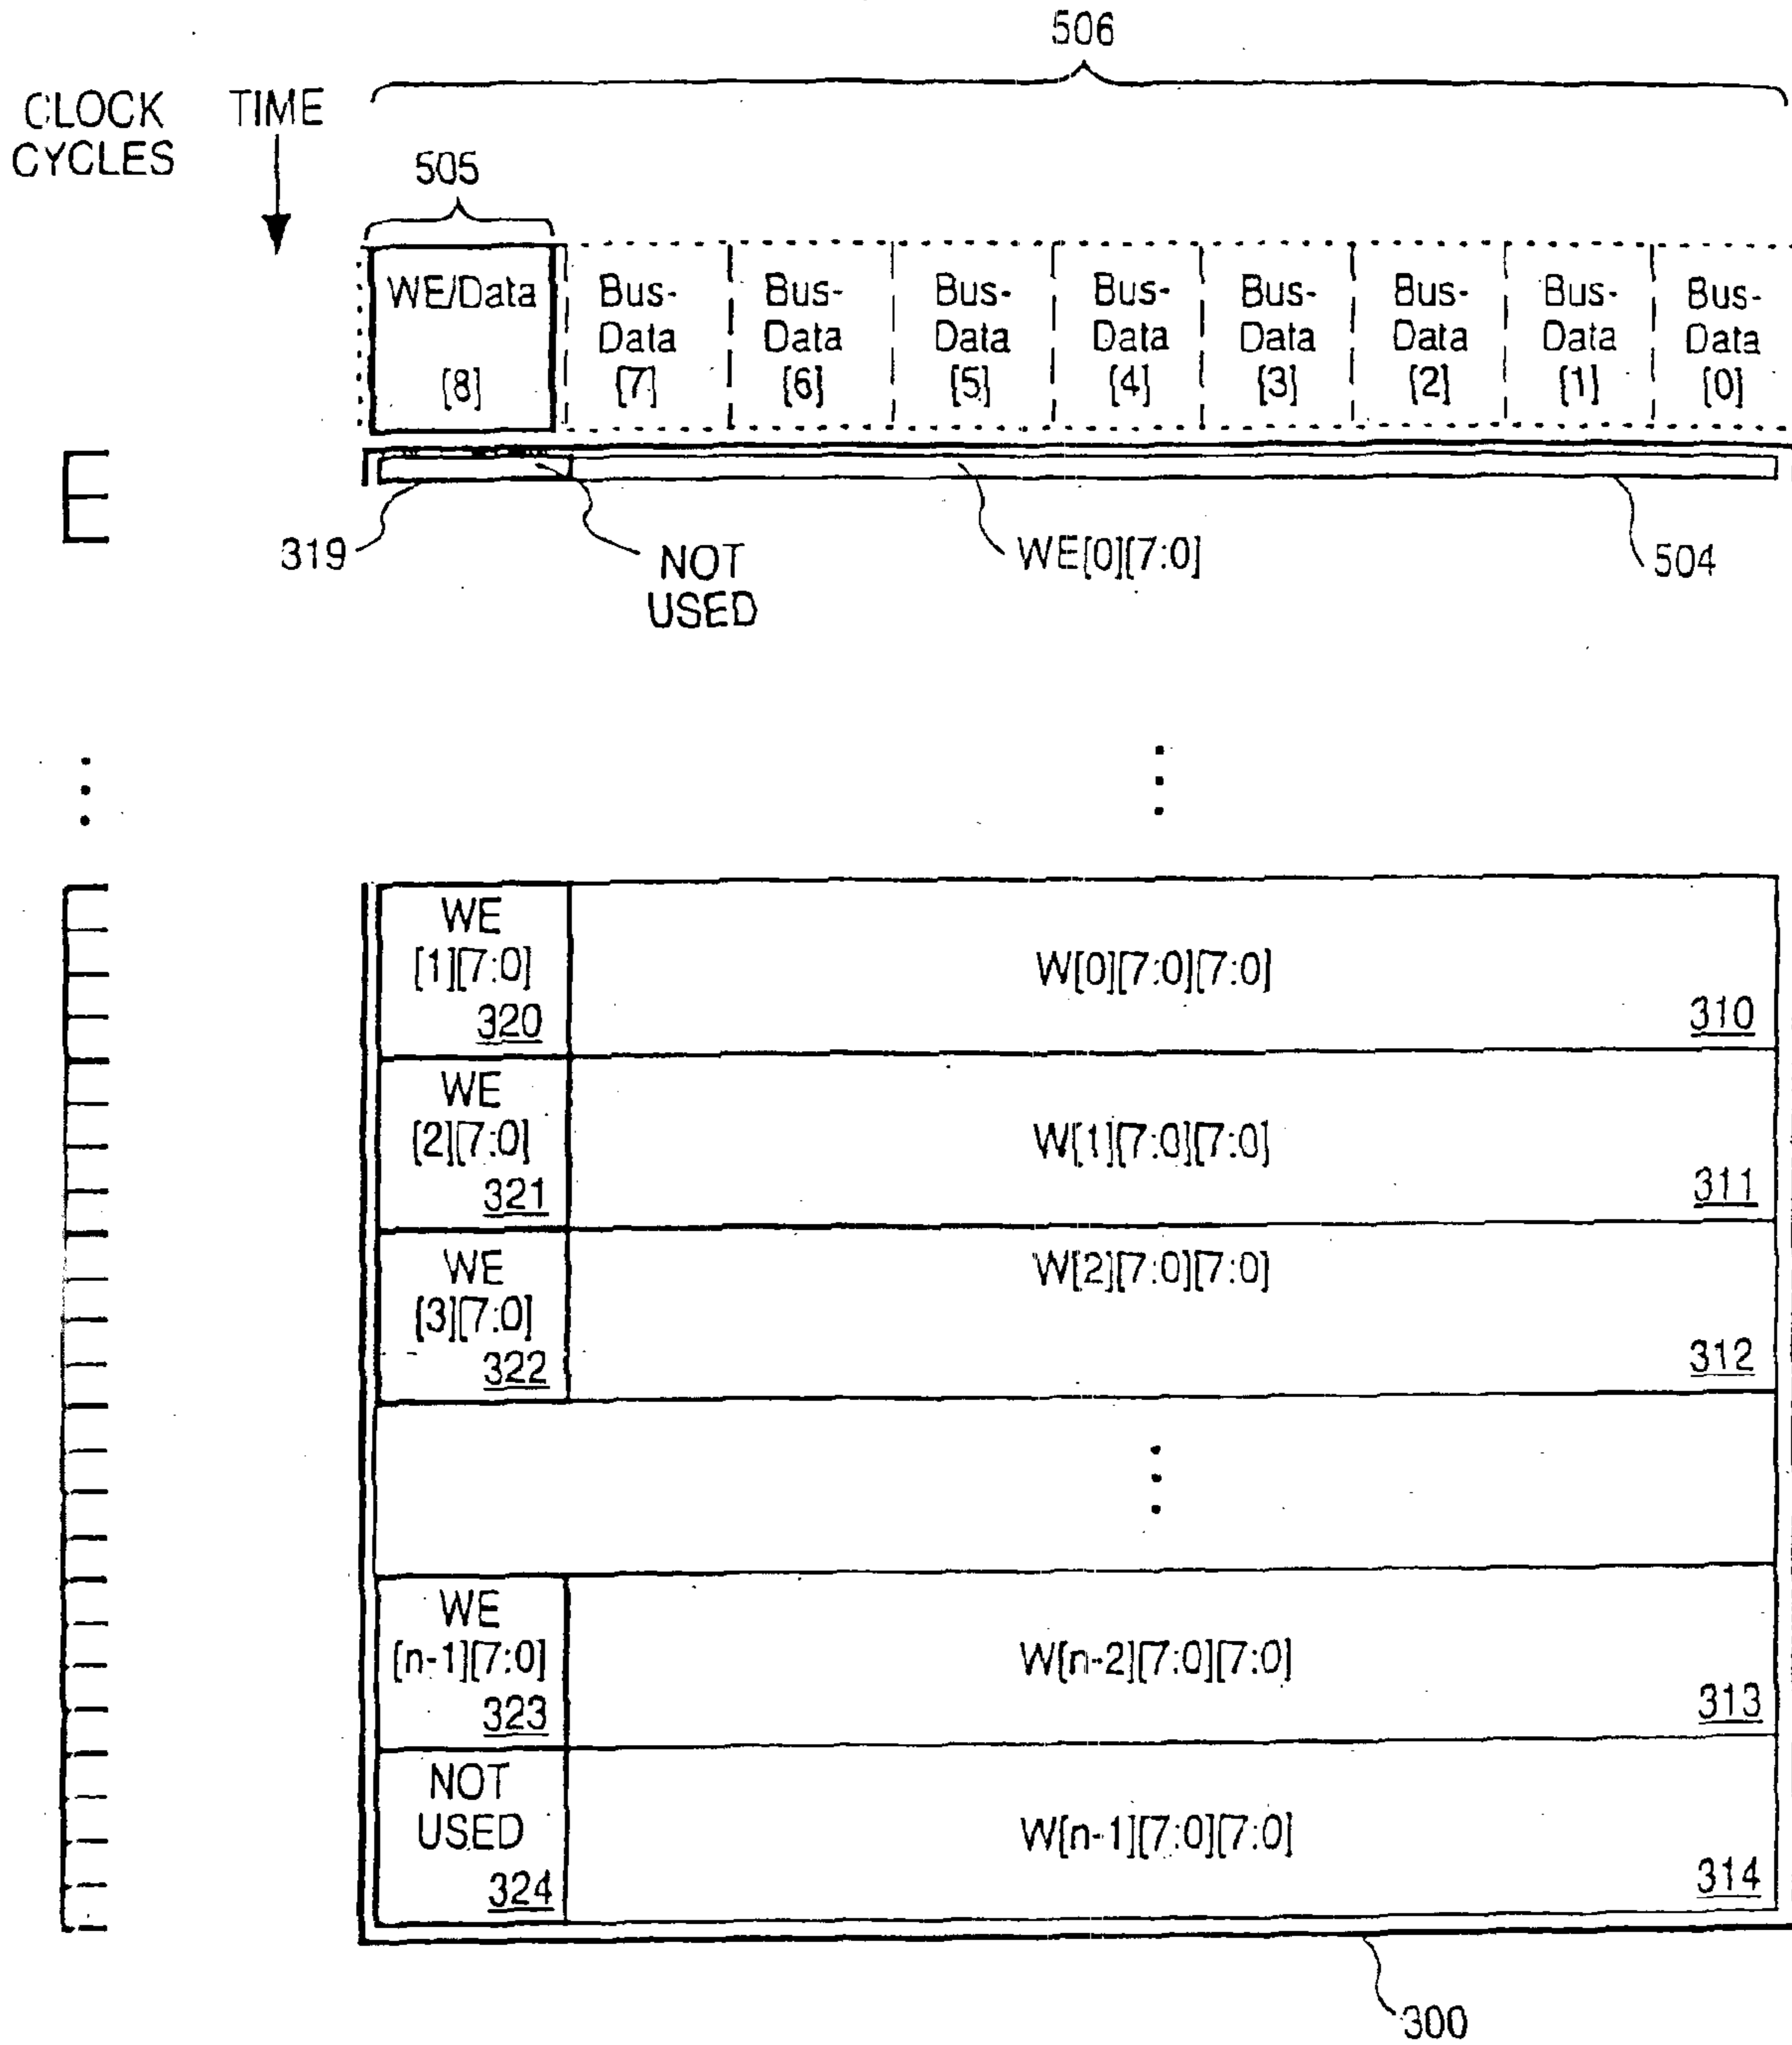 506
CLOCK CYCLES
TIME
505
WE/Data [8]
Bus-Data [7]
Bus-Data [6]
Bus-Data [5]
Bus-Data [4]
Bus-Data [3]
Bus-Data [2]
Bus-Data [1]
Bus-Data [0]
319
NOT USED
WE[0][7:0]
504
WE [1][7:0] 320
W[0][7:0][7:0]
310
WE [2][7:0] 321
W[1][7:0][7:0]
311
WE [3][7:0] 322
W[2][7:0][7:0]
312
WE [n-1][7:0] 323
W[n-2][7:0][7:0]
313
NOT USED 324
W[n-1][7:0][7:0]
314
300